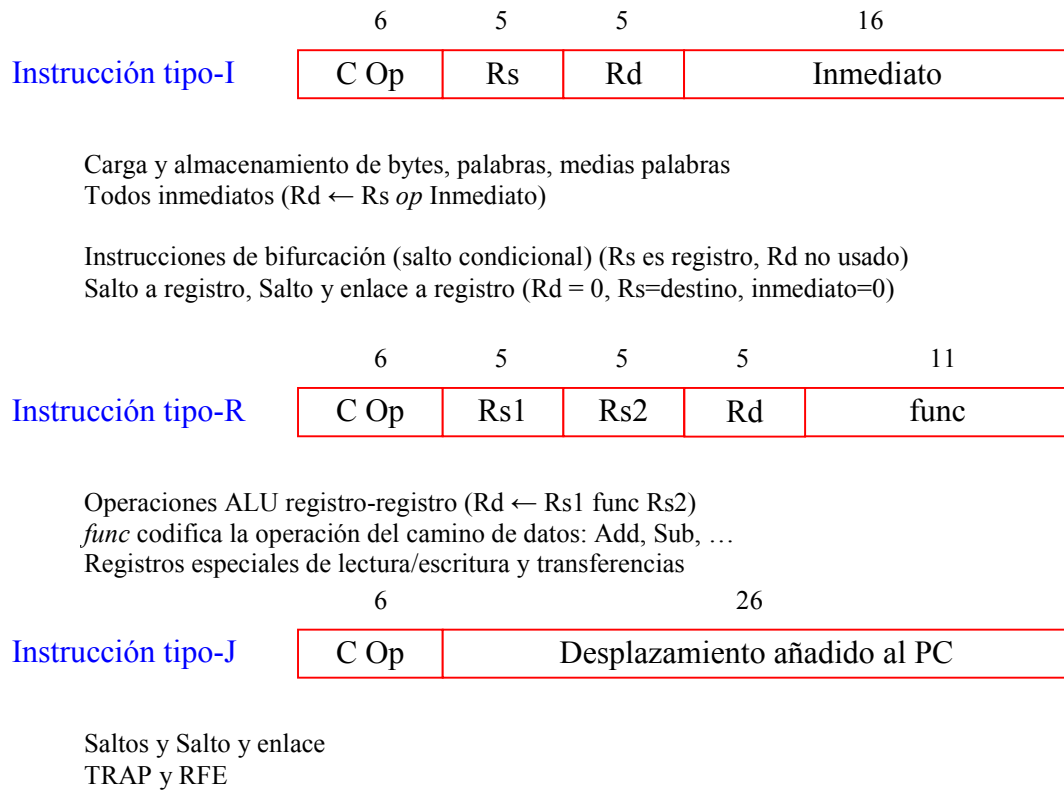 6 5 5 16
Instrucción tipo-I C Op Rs Rd Inmediato
Carga y almacenamiento de bytes, palabras, medias palabras
Todos inmediatos (Rd ← Rs op Inmediato)
Instrucciones de bifurcación (salto condicional) (Rs es registro, Rd no usado)
Salto a registro, Salto y enlace a registro (Rd = 0, Rs=destino, inmediato=0)
6 5 5 5 11
Instrucción tipo-R C Op Rs1 Rs2 Rd func
Operaciones ALU registro-registro (Rd ← Rs1 func Rs2)
func codifica la operación del camino de datos: Add, Sub, …
Registros especiales de lectura/escritura y transferencias
6 26
Instrucción tipo-J C Op Desplazamiento añadido al PC
Saltos y Salto y enlace
TRAP y RFE